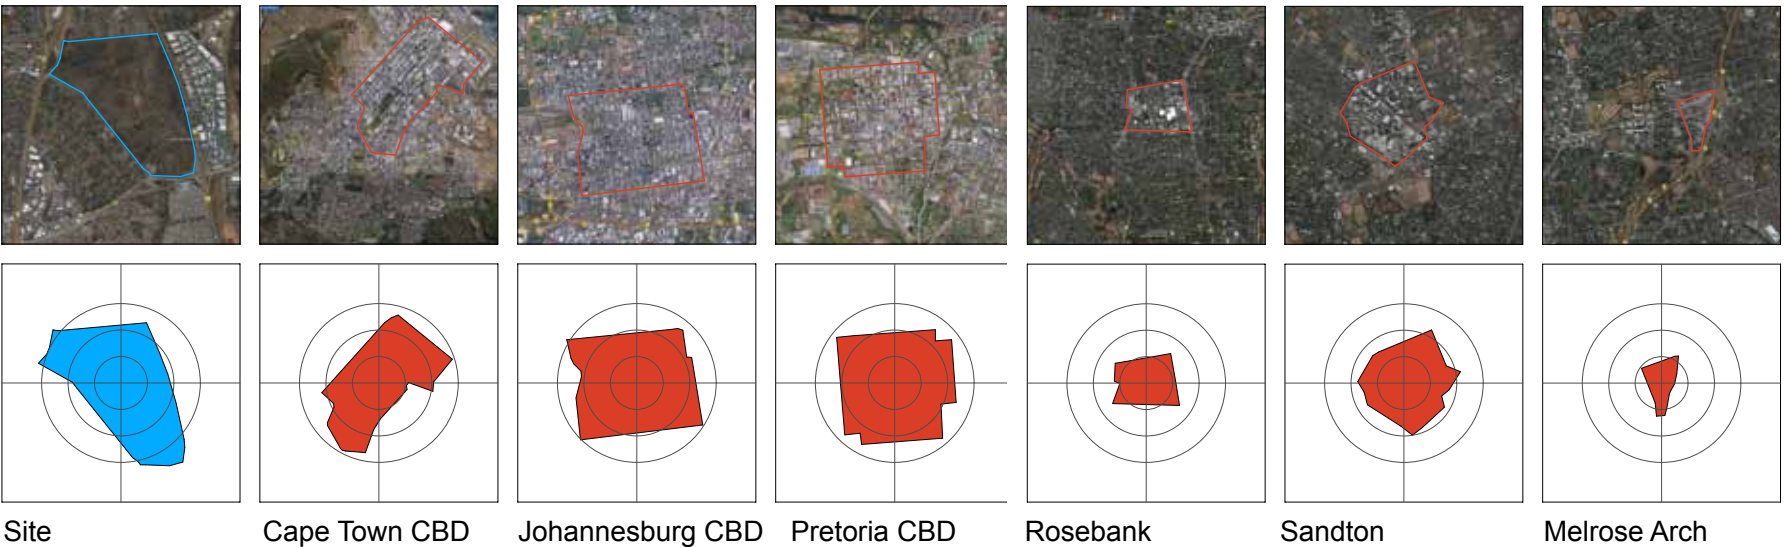 Site
Cape Town CBD
Johannesburg CBD
Pretoria CBD
Rosebank
Sandton
Melrose Arch